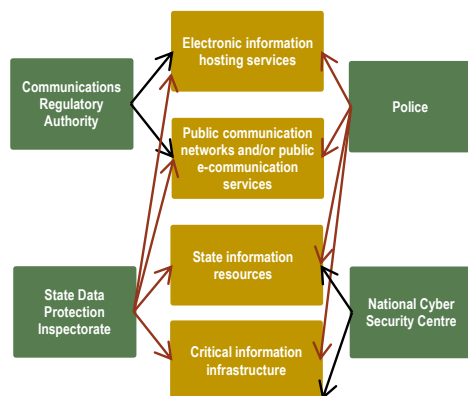 Electronic information
hosting services
Communications
Regulatory
Authority
Police
Public communication
networks and/or public
e-communication
services
State information
resources
State Data
Protection
Inspectorate
National Cyber
Security Centre
Critical information
infrastructure